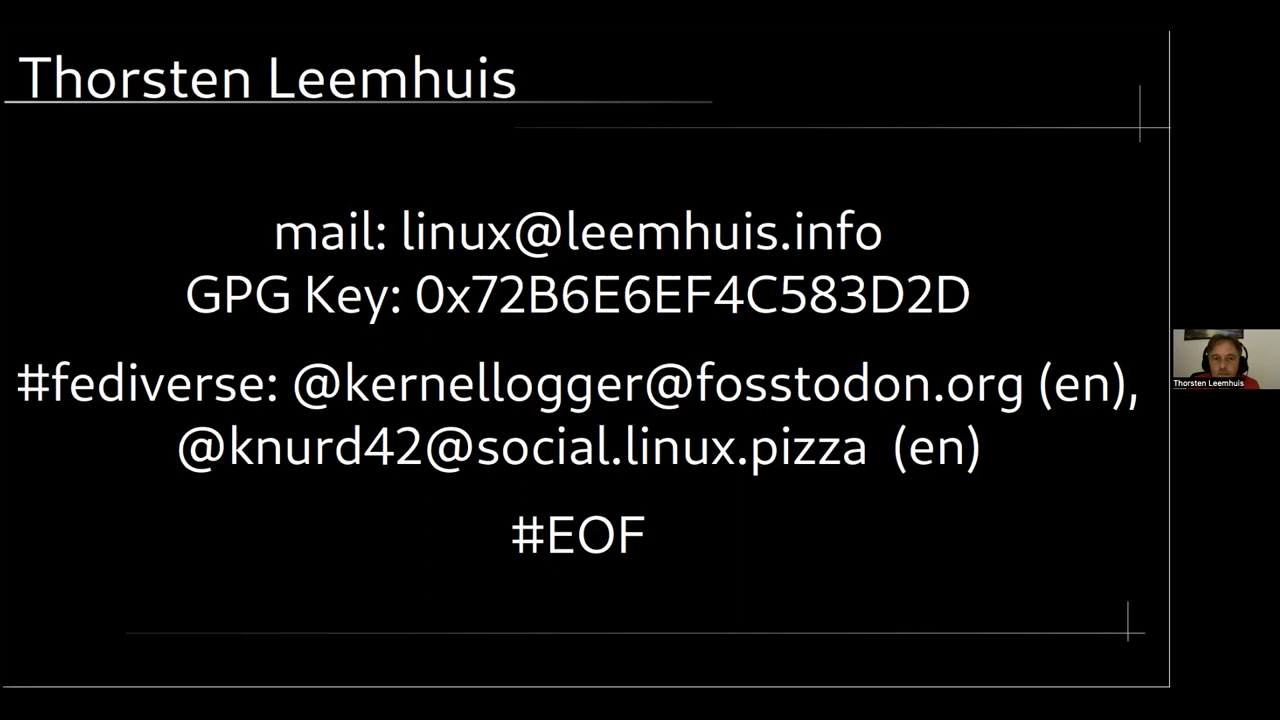 Thorsten Leemhuis
mail: linux@leemhuis.info
GPG Key: 0x72B6E6EF4C583D2D
#fediverse: @kernellogger@fosstodon.org (en),
@knurd42@social.linux.pizza (en)
#EOF
Thorsten Leemhuis